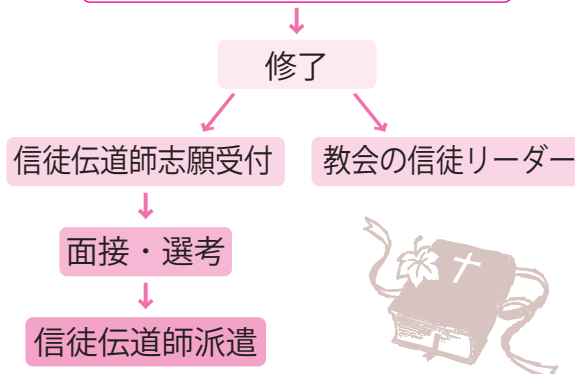 修了
信徒伝道師志願受付
教会の信徒リーダー
面接・選考
信徒伝道師派遣